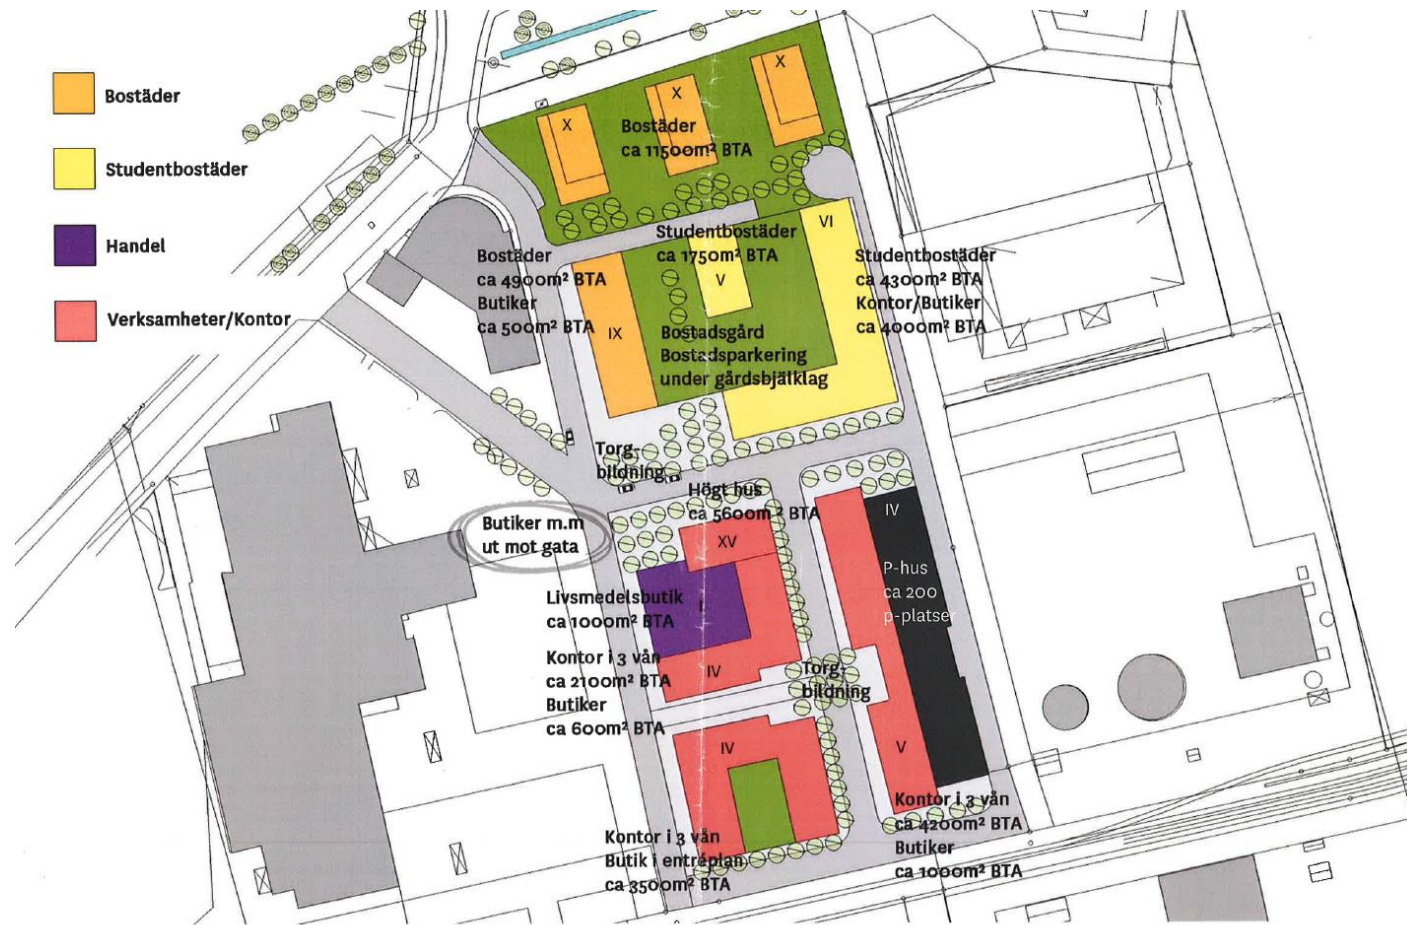 Bostäder
Studentbostäder
Handel
Verksamheter/Kontor
X
X
X
Bostäder
ca 11500m² BTA
VI
Studentbostäder
ca 1750m² BTA
V
Bostäder
ca 4900m² BTA
Butiker
ca 500m² BTA
IX
Studentbostäder
ca 4300m² BTA
Kontor/Butiker
ca 4000m² BTA
Bostadsgård
Bostadsparkering
under gårdsbjälklag
Torg-
bildning
Högt hus
ca 5600m² BTA
XV
IV
P-hus
ca 200
p-platser
Butiker m.m
ut mot gata
Livsmedelsbutik
ca 1000m² BTA
I
Kontor i 3 vån
ca 2100m² BTA
Butiker
ca 600m² BTA
IV
Torg-
bildning
IV
V
Kontor i 3 vån
Butik i entréplan
ca 3500m² BTA
Kontor i 3 vån
ca 4200m² BTA
Butiker
ca 1000m² BTA